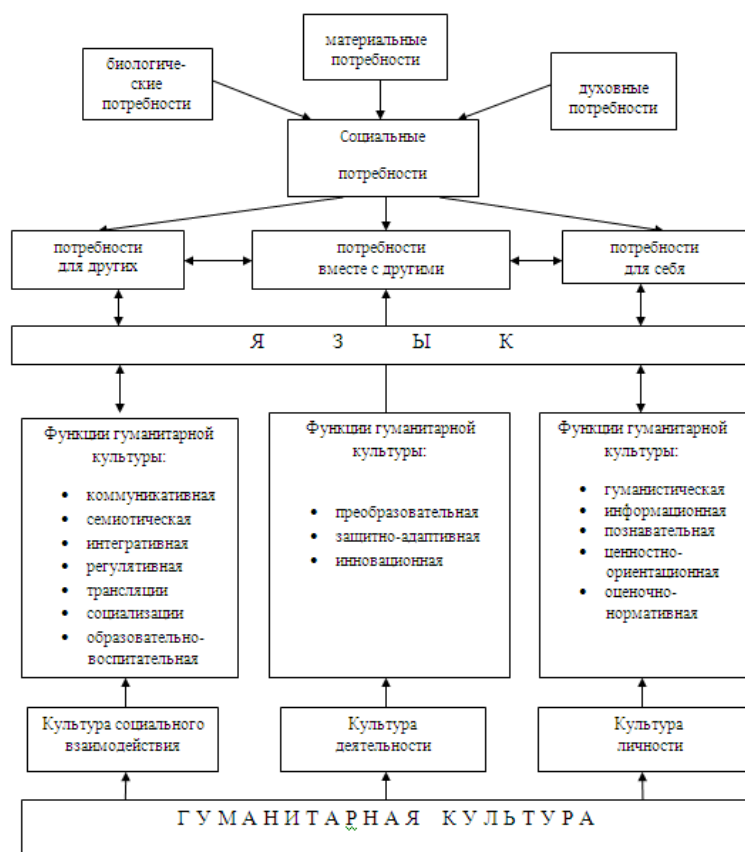 материальные
потребности
биологиче-
ские
потребности
духовные
потребности
Социальные
потребности
потребности
для других
потребности
вместе с другими
потребности
для себя
Я З Ы К
Функции гуманитарной
культуры:
• коммуникативная
• семиотическая
• интегративная
• регулятивная
• трансляции
• социализации
• образовательно-
воспитательная
Функции гуманитарной
культуры:
• преобразовательная
• защитно-адаптивная
• инновационная
Функции гуманитарной
культуры:
• гуманистическая
• информационная
• познавательная
• ценностно-
ориентационная
• оценочно-
нормативная
Культура социального
взаимодействия
Культура
деятельности
Культура
личности
Г У М А Н И Т А Р Н А Я К У Л Ь Т У Р А